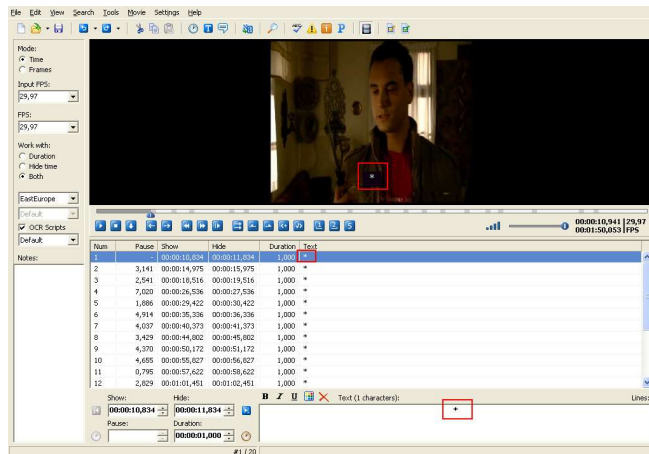 File Edit View Search Tools Movie Settings Help
Mode:
Time
Frames
Input FPS:
29,97
FPS:
29,97
Work with:
Duration
Hide time
Both
EastEurope
Default
OCR Scripts
Default
Notes:
*
00:00:10,941 29,97
00:01:50,053 FPS
Num Pause Show Hide Duration Text
1 - 00:00:10,834 00:00:11,834 1,000 *
2 3,141 00:00:14,975 00:00:15,975 1,000 *
3 2,541 00:00:18,516 00:00:19,516 1,000 *
4 7,020 00:00:26,536 00:00:27,536 1,000 *
5 1,886 00:00:29,422 00:00:30,422 1,000 *
6 4,914 00:00:35,336 00:00:36,336 1,000 *
7 4,037 00:00:40,373 00:00:41,373 1,000 *
8 3,429 00:00:44,802 00:00:45,802 1,000 *
9 4,370 00:00:50,172 00:00:51,172 1,000 *
10 4,655 00:00:55,827 00:00:56,827 1,000 *
11 0,795 00:00:57,622 00:00:58,622 1,000 *
12 2,829 00:01:01,451 00:01:02,451 1,000 *
Show: Hide: B I U Text (1 characters): Lines:
00:00:10,834 00:00:11,834 *
Pause: Duration:
00:00:01,000
#1 / 20